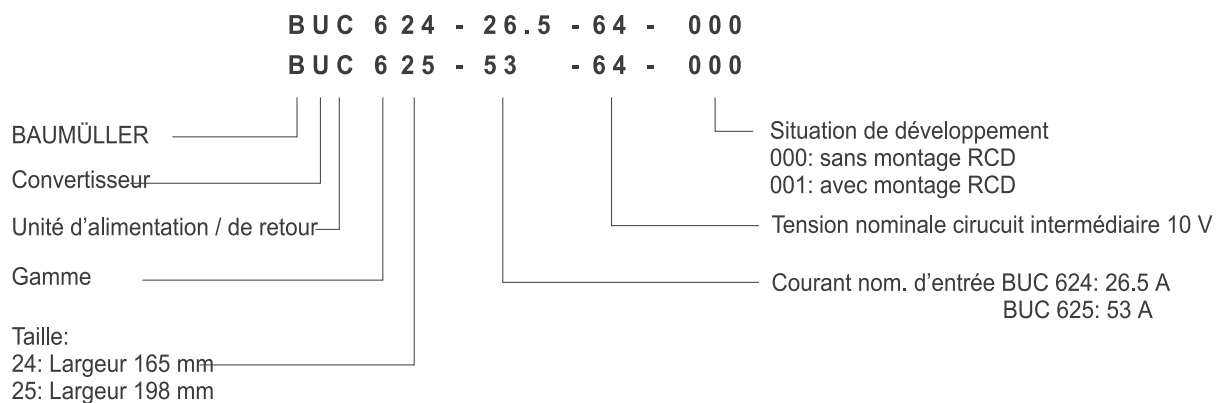 BUC 624 - 26.5 - 64 - 000
BUC 625 - 53 - 64 - 000
BAUMÜLLER
Convertisseur
Unité d'alimentation / de retour
Gamme
Taille:
24: Largeur 165 mm
25: Largeur 198 mm
Situation de développement
000: sans montage RCD
001: avec montage RCD
Tension nominale cirucuit intermédiaire 10 V
Courant nom. d'entrée BUC 624: 26.5 A
BUC 625: 53 A